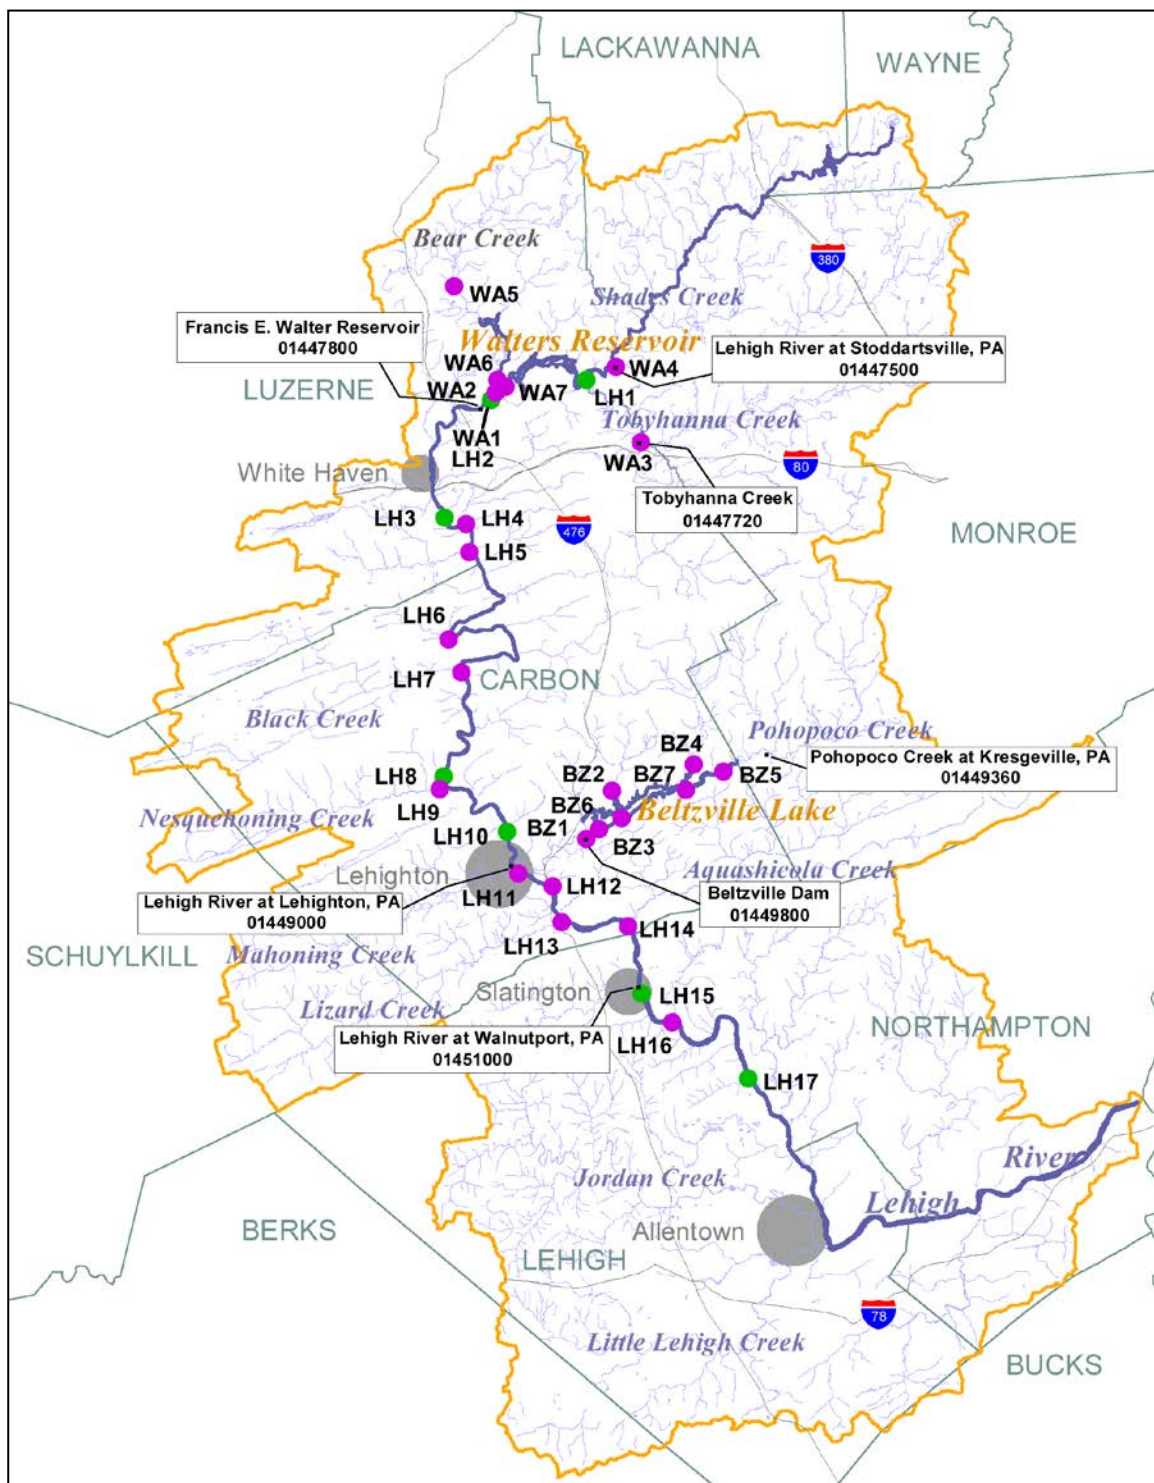 LACKAWANNA
WAYNE
Bear Creek
380
WA5
Shades Creek
Francis E. Walter Reservoir
01447800
Walters Reservoir
Lehigh River at Stoddartsville, PA
01447500
WA6
WA4
LUZERNE
WA2
WA7
LH1
Tobyhanna Creek
WA1
LH2
WA3
80
White Haven
Tobyhanna Creek
01447720
LH3
LH4
476
MONROE
LH5
LH6
LH7
CARBON
Black Creek
Pohopoco Creek
BZ4
Pohopoco Creek at Kresgeville, PA
01449360
LH8
BZ2
BZ7
BZ5
LH9
BZ6
Beltzville Lake
Nesquehoning Creek
LH10
BZ1
BZ3
Lehighton
Aquashicola Creek
LH11
LH12
Beltzville Dam
01449800
Lehigh River at Lehighton, PA
01449000
LH13
LH14
SCHUYLKILL
Mahoning Creek
Slatington
LH15
Lizard Creek
NORTHAMPTON
Lehigh River at Walnutport, PA
01451000
LH16
LH17
River
Jordan Creek
Lehigh
BERKS
Allentown
LEHIGH
78
Little Lehigh Creek
BUCKS